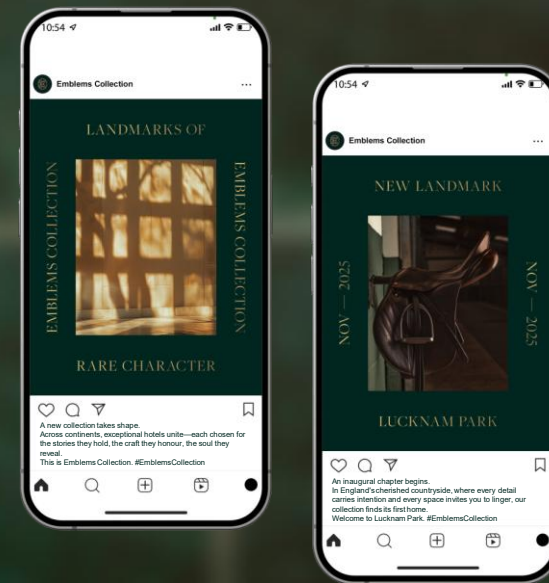 10:54
Emblems Collection
LANDMARKS OF
EMBLEMS COLLECTION
EMBLEMS COLLECTION
RARE CHARACTER
A new collection takes shape.
Across continents, exceptional hotels unite—each chosen for
the stories they hold, the craft they honour, the soul they
reveal.
This is Emblems Collection. #EmblemsCollection
10:54
Emblems Collection
NEW LANDMARK
NOV — 2025
NOV — 2025
LUCKNAM PARK
An inaugural chapter begins.
In England's cherished countryside, where every detail
carries intention and every space invites you to linger, our
collection finds its first home.
Welcome to Lucknam Park. #EmblemsCollection